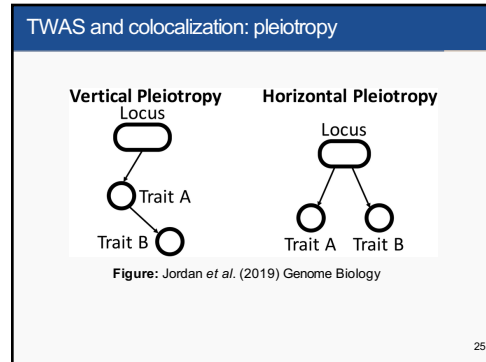 TWAS and colocalization: pleiotropy
Vertical Pleiotropy
Locus
Trait A
Trait B
Horizontal Pleiotropy
Locus
Trait A Trait B
Figure: Jordan et al. (2019) Genome Biology
25